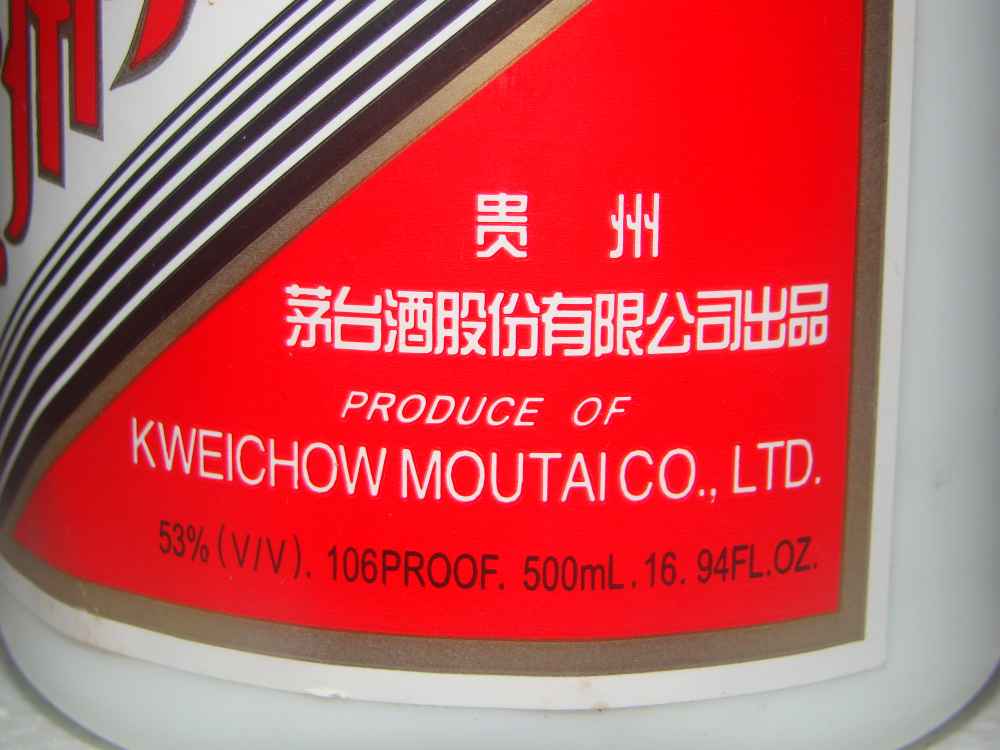 贵州
茅台酒股份有限公司出品
PRODUCE OF
KWEICHOW MOUTAI CO., LTD.
53% (V/V). 106PROOF. 500mL. 16. 94FL.OZ.